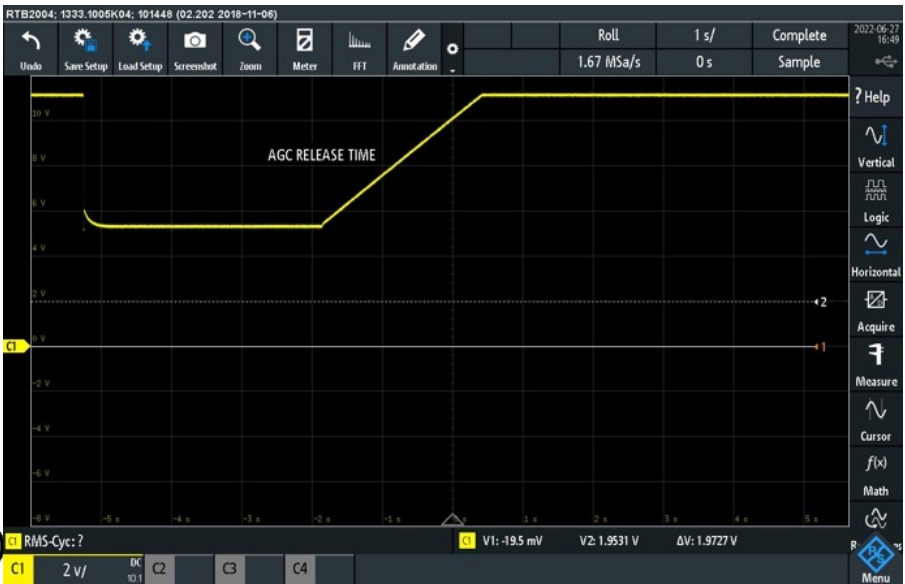 RTB2004; 1333.1005K04; 101448 (02.202 2018-11-06)
Undo Save Setup Load Setup Screenshot Zoom Meter FFT Annotation
Roll 1 s/ Complete
1.67 MSa/s 0 s Sample
2022-06-27
16:49
? Help
Vertical
Logic
Horizontal
Acquire
Measure
Cursor
f(x)
Math
Menu
10 V
8 V
AGC RELEASE TIME
6 V
4 V
2 V
2
C1 0 V
1
-2 V
-4 V
-6 V
-8 V -5 s -4 s -3 s -2 s -1 s 1 s 2 s 3 s 4 s 5 s
C1 RMS-Cyc: ? C1 V1: -19.5 mV V2: 1.9531 V ΔV: 1.9727 V
C1 2 V/ DC 10:1 C2 C3 C4